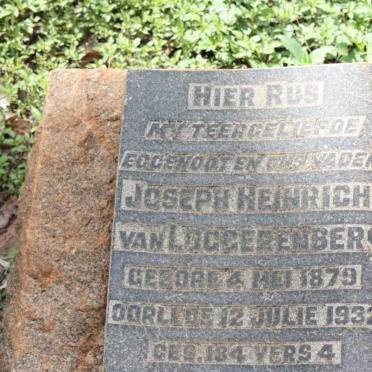 HIER RUS
MY TEERGELIEFDE
EGGENOOT EN ONS VADER
JOSEPH HEINRICH
VAN LOGGERENBERG
GEBORE 4 MEI 1879
OORLEDE 12 JULIE 1932
GES. 184 VERS 4